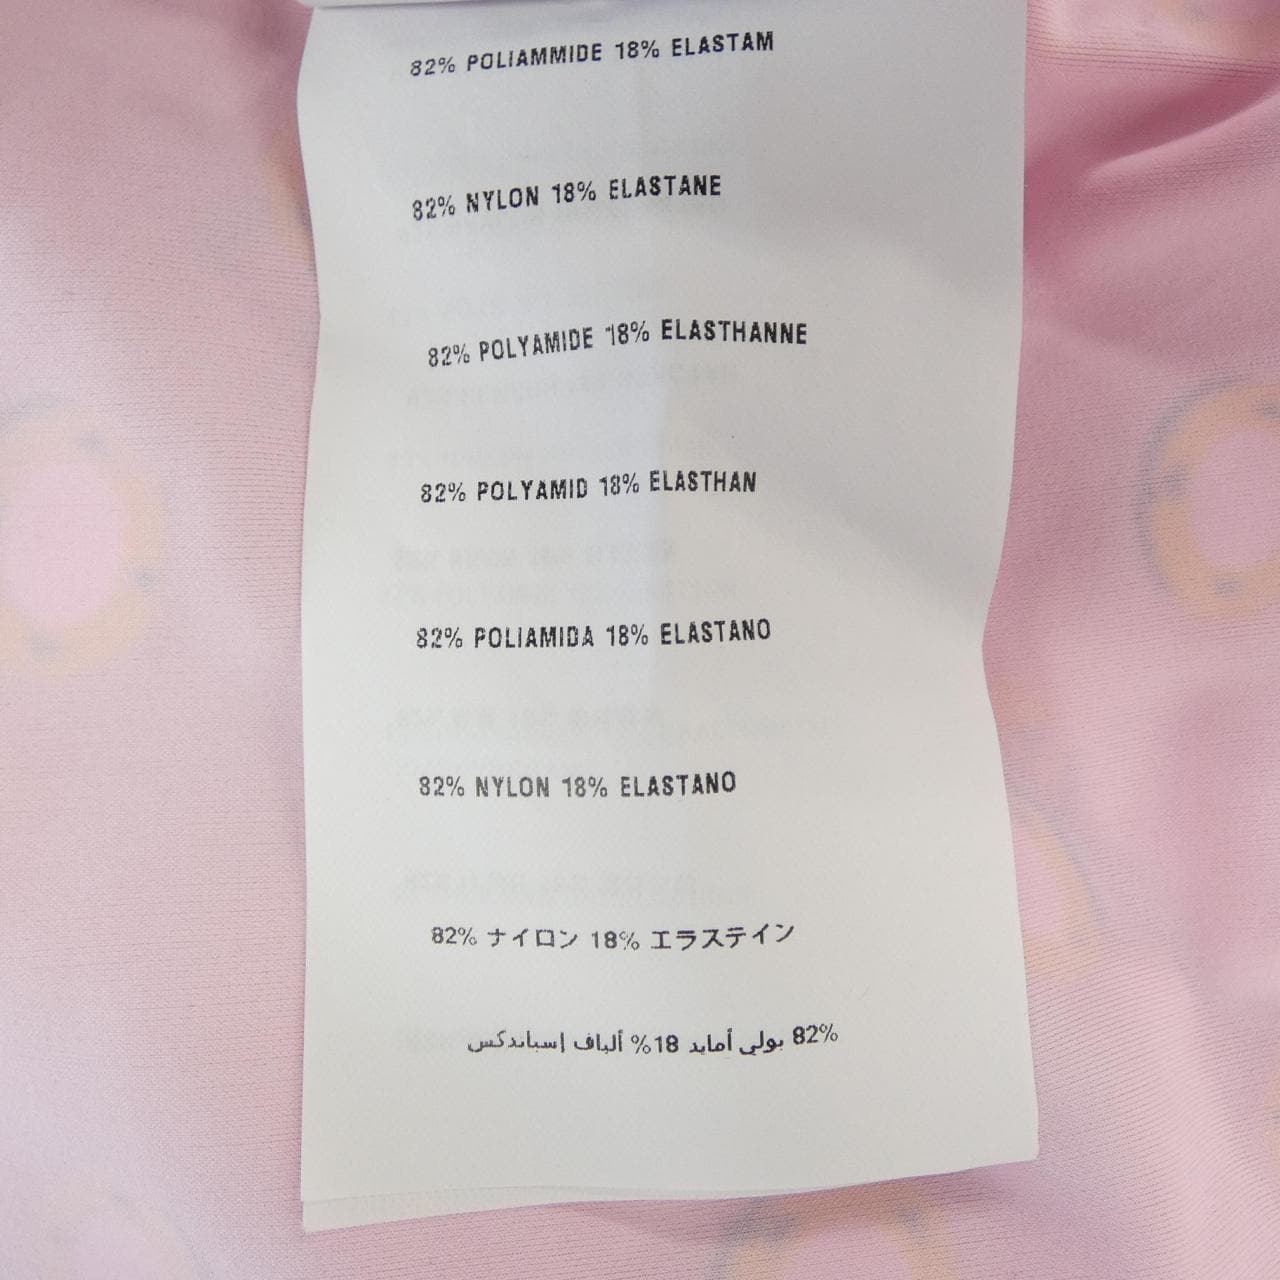 82% POLIAMMIDE 18% ELASTAM
82% NYLON 18% ELASTANE
82% POLYAMIDE 18% ELASTHANNE
82% POLYAMID 18% ELASTHAN
82% POLIAMIDA 18% ELASTANO
82% NYLON 18% ELASTANO
82% ナイロン 18% エラステイン
82% بولي أمايد 18% ألياف إسباندكس